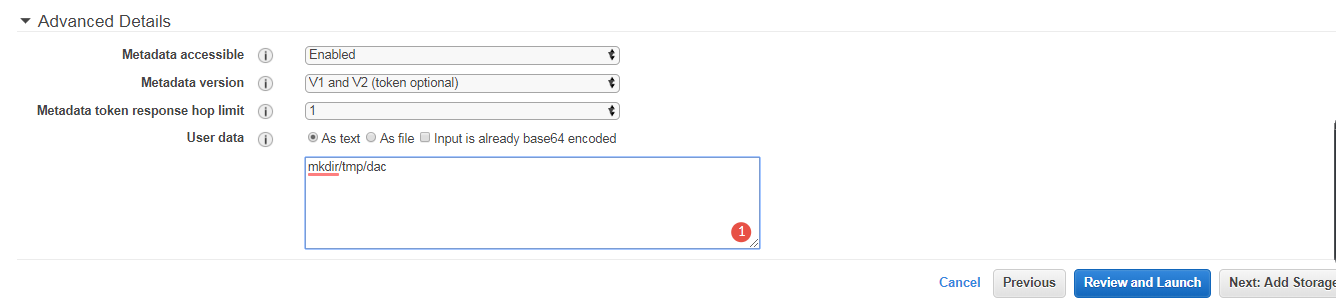 Advanced Details
Metadata accessible i Enabled
Metadata version i V1 and V2 (token optional)
Metadata token response hop limit i 1
User data i As text As file Input is already base64 encoded
mkdir/tmp/dac
1
Cancel Previous Review and Launch Next: Add Storage